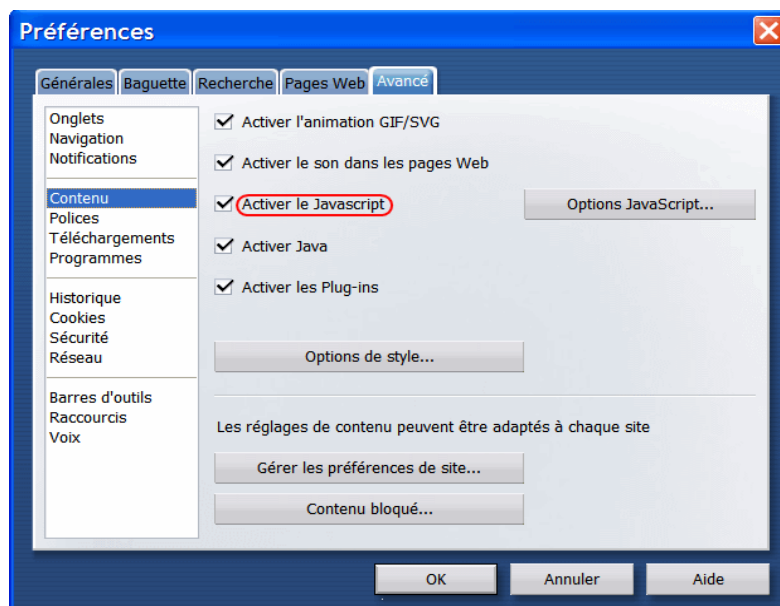 Préférences
Générales Baguette Recherche Pages Web Avancé
Onglets
Navigation
Notifications
Contenu
Polices
Téléchargements
Programmes
Historique
Cookies
Sécurité
Réseau
Barres d'outils
Raccourcis
Voix
Activer l'animation GIF/SVG
Activer le son dans les pages Web
Activer le Javascript
Options JavaScript...
Activer Java
Activer les Plug-ins
Options de style...
Les réglages de contenu peuvent être adaptés à chaque site
Gérer les préférences de site...
Contenu bloqué...
OK Annuler Aide